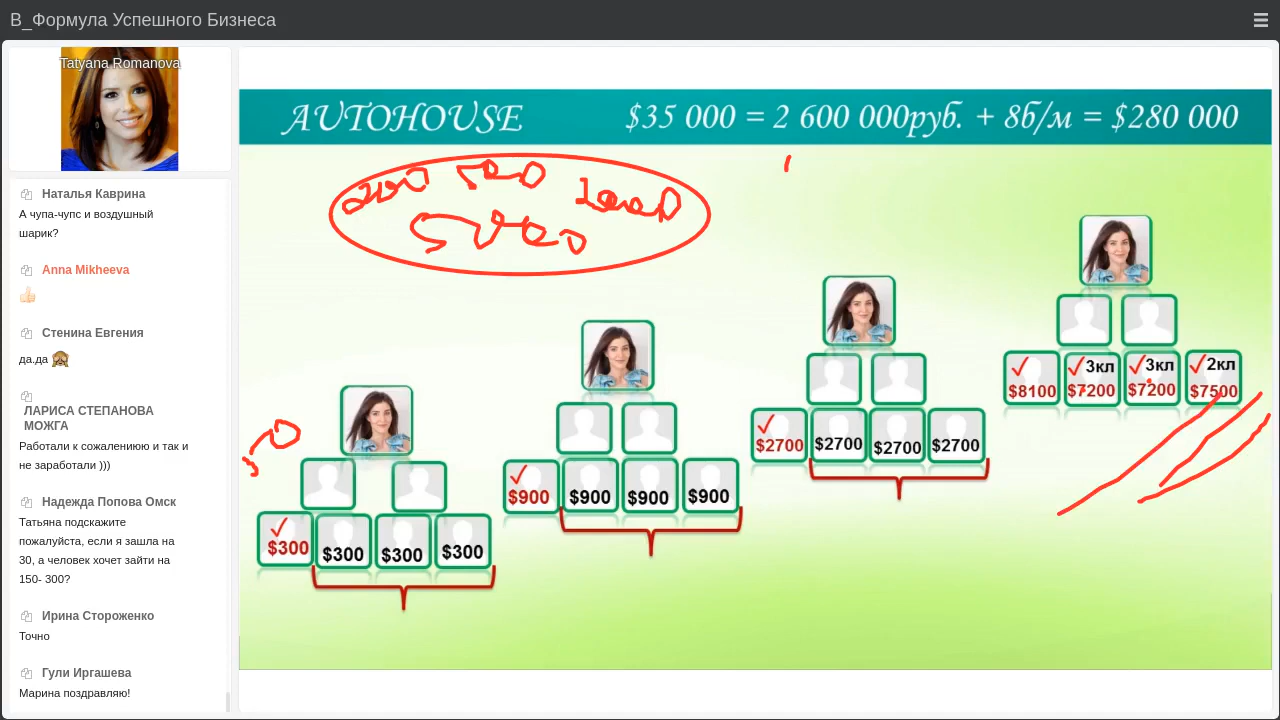 B_Формула Успешного Бизнеса
Tatyana Romanova
Наталья Каврина
А чупа-чупс и воздушный
шарик?
Anna Mikheeva
Стенина Евгения
да.да
ЛАРИСА СТЕПАНОВА
МОЖГА
Работали к сожалениюю и так и
не заработали )))
Надежда Попова Омск
Татьяна подскажите
пожалуйста, если я зашла на
30, а человек хочет зайти на
150- 300?
Ирина Стороженко
Точно
Гули Иргашева
Марина поздравляю!
AUTOHOUSE $35 000 = 2 600 000руб. + 8б/м = $280 000
$300 $300 $300 $300
$900 $900 $900 $900
$2700 $2700 $2700 $2700
3кл 3кл 2кл
$8100 $7200 $7200 $7500